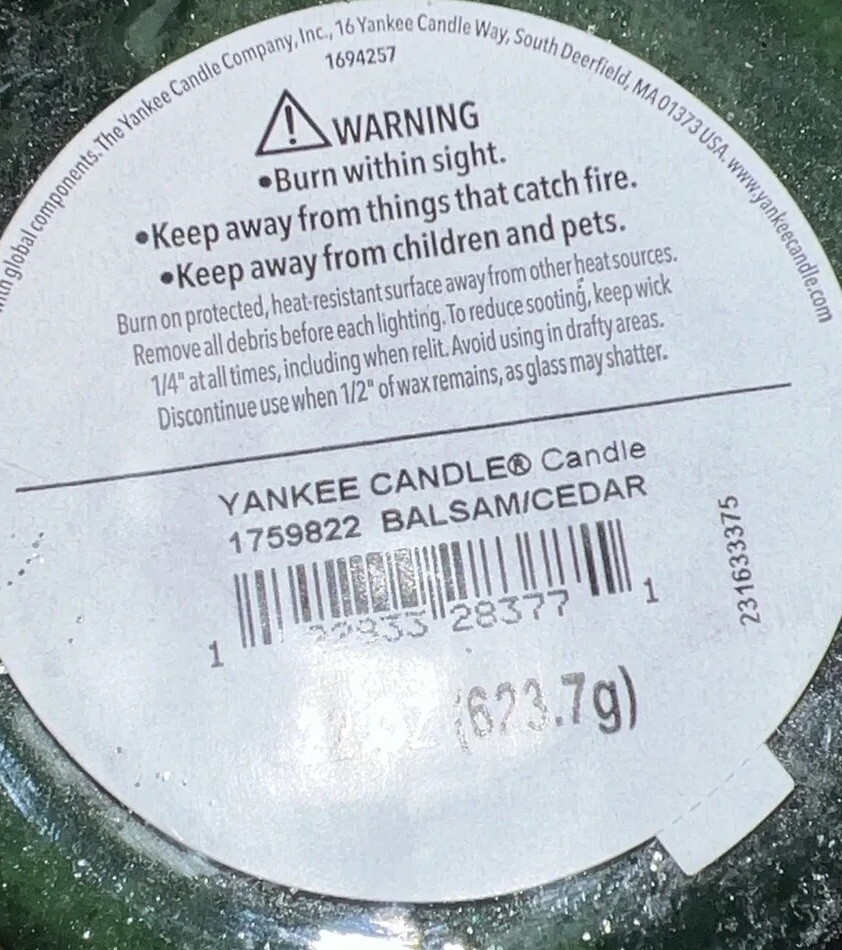 global components. The Yankee Candle Company, Inc., 16 Yankee Candle Way, South Deerfield, MA 01373 USA. www.yankeecandle.com
1694257
WARNING
•Burn within sight.
•Keep away from things that catch fire.
•Keep away from children and pets.
Burn on protected, heat-resistant surface away from other heat sources.
Remove all debris before each lighting. To reduce sooting, keep wick
1/4" at all times, including when relit. Avoid using in drafty areas.
Discontinue use when 1/2" of wax remains, as glass may shatter.
YANKEE CANDLE® Candle
1759822 BALSAM/CEDAR
1 28377 1
231633375
(623.7g)